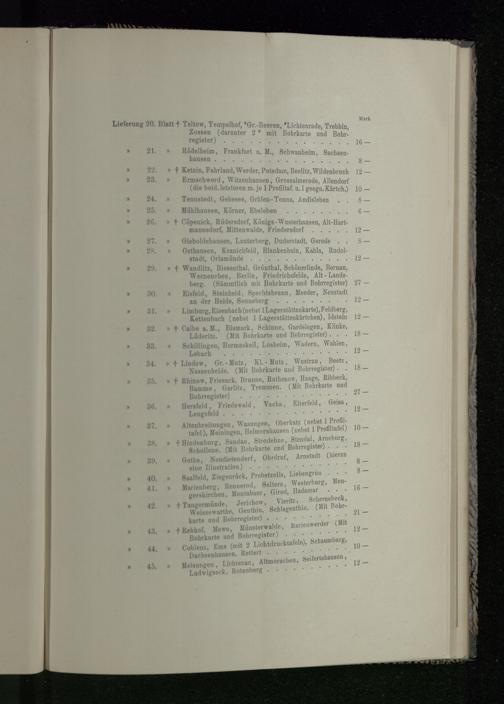 Mark
Lieferung 20. Blatt † Teltow, Tempelhof, *Gr.-Beeren, *Lichtenrade, Trebbin,
Zossen (darunter 2 * mit Bohrkarte und Bohr-
register) . . . . . . . . . . . . . 16 —
» 21. » Rödelheim, Frankfurt a. M., Schwanheim, Sachsen-
hausen . . . . . . . . . . . . . . 8 —
» 22. » † Ketzin, Fahrland, Werder, Potsdam, Beelitz, Wildenbruch 12 —
» 23. » Ermschwerd, Witzenhausen, Grossalmerode, Allendorf
(die beid. letzteren m. je 1 Profiltaf. u. 1 geogn. Kärtch.) 10 —
» 24. » Tennstedt, Gebesee, Gräfen-Tonna, Andisleben . . 8 —
» 25. » Mühlhausen, Körner, Ebeleben . . . . . . . 6 —
» 26. » † Cöpenick, Rüdersdorf, Königs-Wusterhausen, Alt-Hart-
mannsdorf, Mittenwalde, Friedersdorf . . . . . 12 —
» 27. » Gieboldehausen, Lauterberg, Duderstadt, Gerode . . 8 —
» 28. » Osthausen, Kranichfeld, Blankenhain, Kahla, Rudol-
stadt, Orlamünde . . . . . . . . . . . 12 —
» 29. » † Wandlitz, Biesenthal, Grünthal, Schönerlinde, Bernau,
Werneuchen, Berlin, Friedrichsfelde, Alt-Lands-
berg. (Sämmtlich mit Bohrkarte und Bohrregister) 27 —
» 30. » Eisfeld, Steinheid, Spechtsbrunn, Meeder, Neustadt
an der Heide, Sonneberg . . . . . . . . . 12 —
» 31. » Limburg, Eisenbach (nebst 1 Lagerstättenkarte), Feldberg,
Kettenbach (nebst 1 Lagerstättenkärtchen), Idstein 12 —
» 32. » † Calbe a. M., Bismark, Schinne, Gardelegen, Klinke,
Lüderitz. (Mit Bohrkarte und Bohrregister) . . . 18 —
» 33. » Schillingen, Hermeskeil, Losheim, Wadern, Wahlen,
Lebach . . . . . . . . . . . . . . 12 —
» 34. » † Lindow, Gr.-Mutz, Kl.-Mutz, Wustrau, Beetz,
Nassenheide. (Mit Bohrkarte und Bohrregister) . . 18 —
» 35. » † Rhinow, Friesack, Brunne, Rathenow, Haage, Ribbeck,
Bamme, Garlitz, Tremmen. (Mit Bohrkarte und
Bohrregister) . . . . . . . . . . . . 27 —
» 36. » Hersfeld, Friedewald, Vacha, Eiterfeld, Geisa,
Lengsfeld . . . . . . . . . . . . . 12 —
» 37. » Altenbreitungen, Wasungen, Oberkatz (nebst 1 Profil-
tafel), Meiningen, Helmershausen (nebst 1 Profiltafel) 10 —
» 38. » † Hindenburg, Sandau, Strodehne, Stendal, Arneburg,
Schollene. (Mit Bohrkarte und Bohrregister) . . . 18 —
» 39. » Gotha, Neudietendorf, Ohrdruf, Arnstadt (hierzu
eine Illustration) . . . . . . . . . . . 8 —
» 40. » Saalfeld, Ziegenrück, Probstzella, Liebengrün . . . 8 —
» 41. » Marienberg, Rennerod, Selters, Westerburg, Men-
gerskirchen, Montabaur, Girod, Hadamar . . . 16 —
» 42. » † Tangermünde, Jerichow, Vieritz, Schernebeck,
Weissewarthe, Genthin, Schlagenthin. (Mit Bohr-
karte und Bohrregister) . . . . . . . . . 21 —
» 43. » † Rehhof, Mewe, Münsterwalde, Marienwerder (Mit
Bohrkarte und Bohrregister) . . . . . . . . 12 —
» 44. » Coblenz, Ems (mit 2 Lichtdrucktafeln), Schaumburg,
Dachsenhausen, Rettert . . . . . . . . . 10 —
» 45. » Melsungen, Lichtenau, Altmorschen, Seifertshausen,
Ludwigseck, Rotenburg . . . . . . . . . 12 —